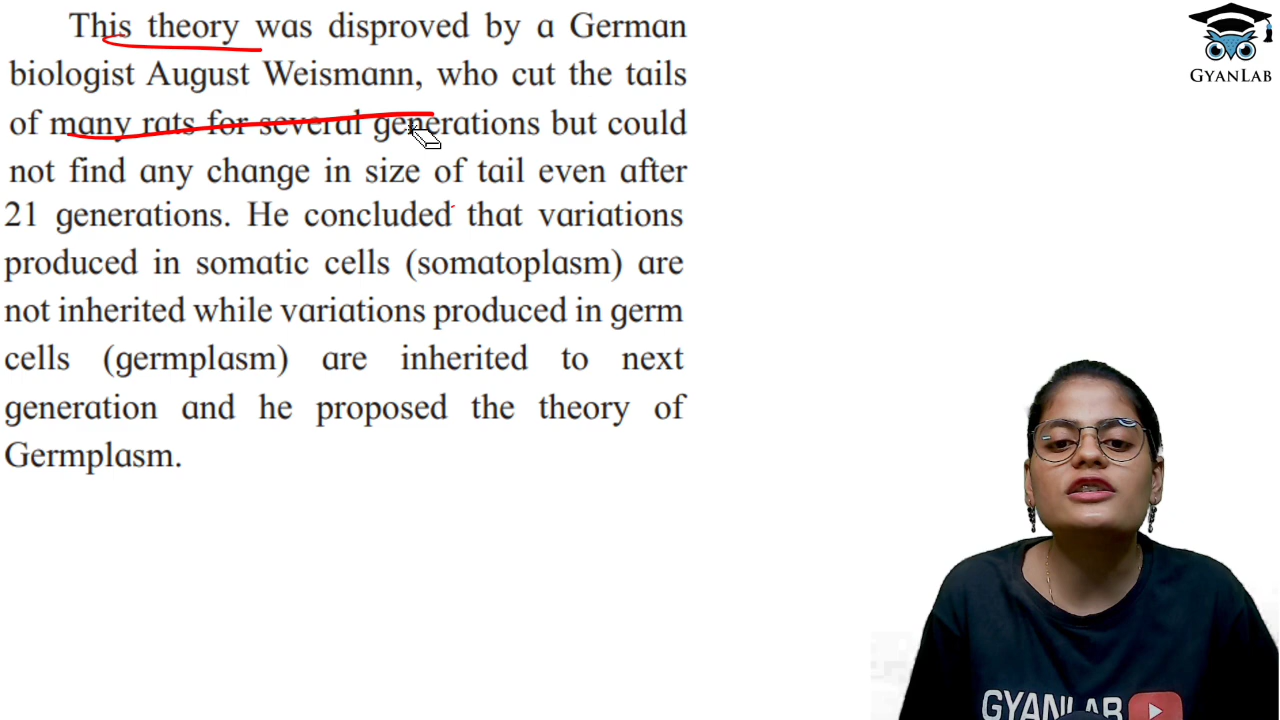 This theory was disproved by a German
biologist August Weismann, who cut the tails
of many rats for several generations but could
not find any change in size of tail even after
21 generations. He concluded that variations
produced in somatic cells (somatoplasm) are
not inherited while variations produced in germ
cells (germplasm) are inherited to next
generation and he proposed the theory of
Germplasm.
GYANLAB
GYANLAB